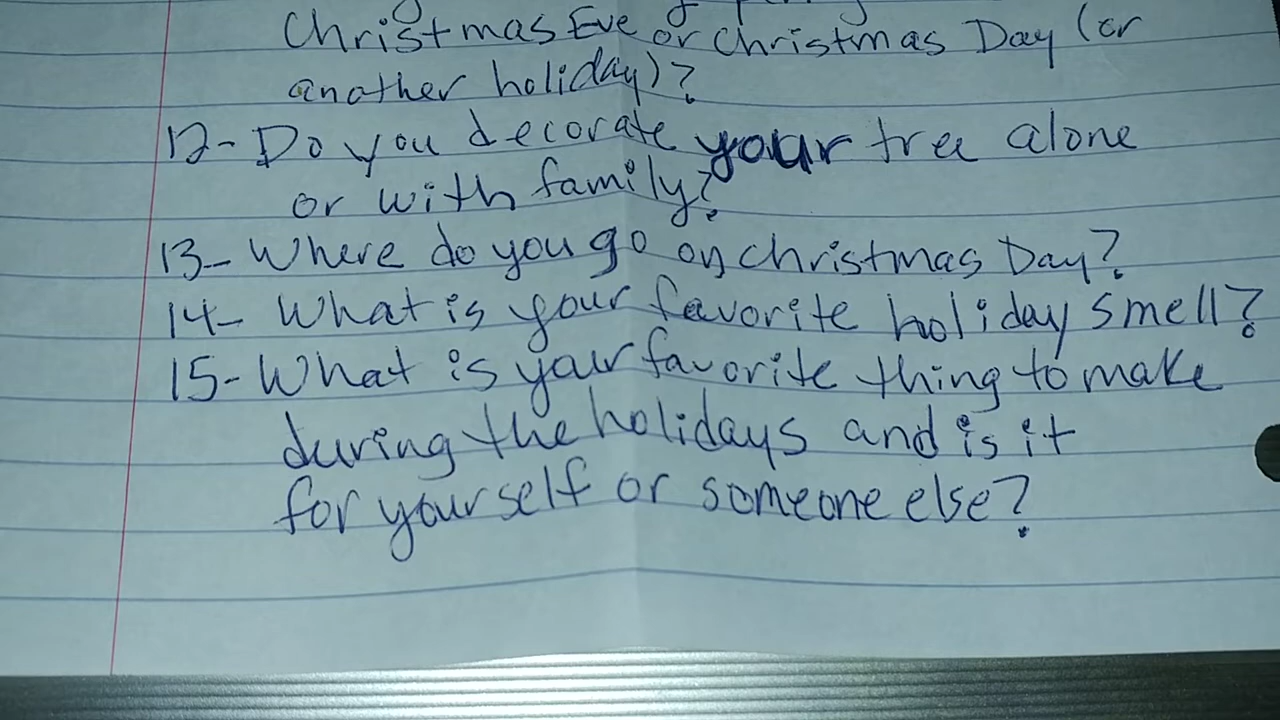 Christmas Eve or Christmas Day (or
another holiday)?
12- Do you decorate your tree alone
or with family?
13- Where do you go on Christmas Day?
14- What is your favorite holiday smell?
15- What is your favorite thing to make
during the holidays and is it
for yourself or someone else?